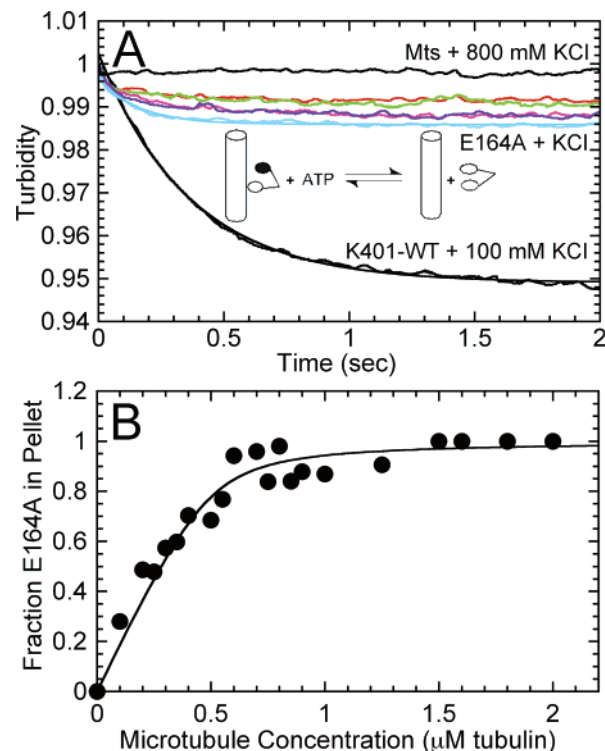 A
1.01
1
0.99
0.98
0.97
0.96
0.95
0.94
Turbidity
Mts + 800 mM KCl
E164A + KCl
+ ATP
+
K401-WT + 100 mM KCl
0
0.5
1
1.5
2
Time (sec)
B
1.2
1
0.8
0.6
0.4
0.2
0
Fraction E164A in Pellet
0
0.5
1
1.5
2
Microtubule Concentration (μM tubulin)